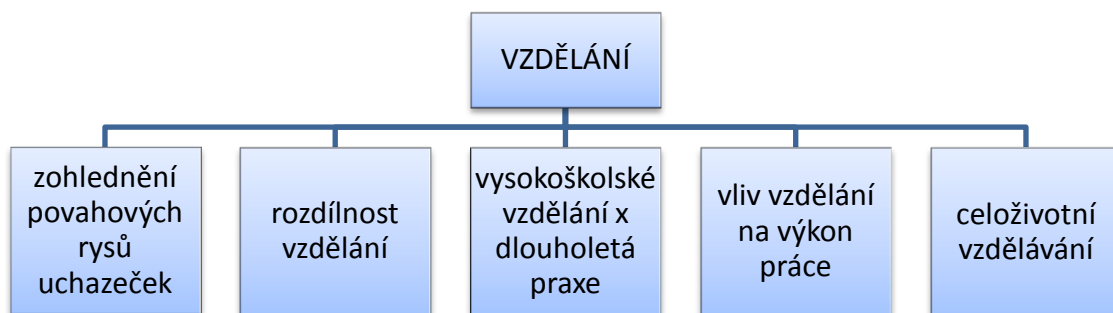 VZDĚLÁNÍ
zohlednění
povahových
rysů
uchazeček
rozdílnost
vzdělání
vysokoškolské
vzdělání x
dlouholetá
praxe
vliv vzdělání
na výkon
práce
celoživotní
vzdělávání